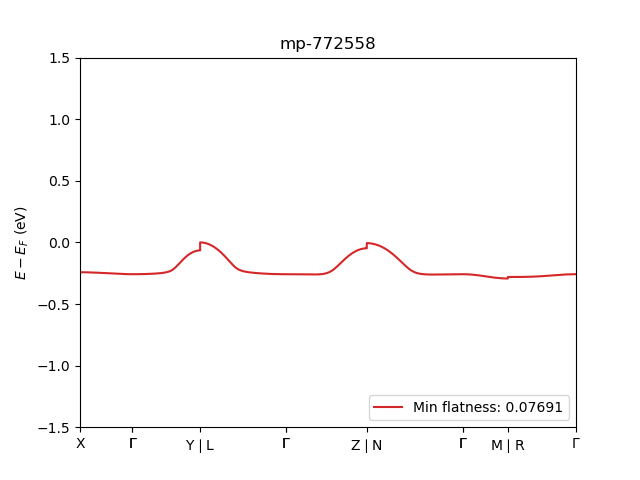 mp-772558
E − E_F (eV)
1.5
1.0
0.5
0.0
−0.5
−1.0
−1.5
Min flatness: 0.07691
X Γ Y | L Γ Z | N Γ M | R Γ